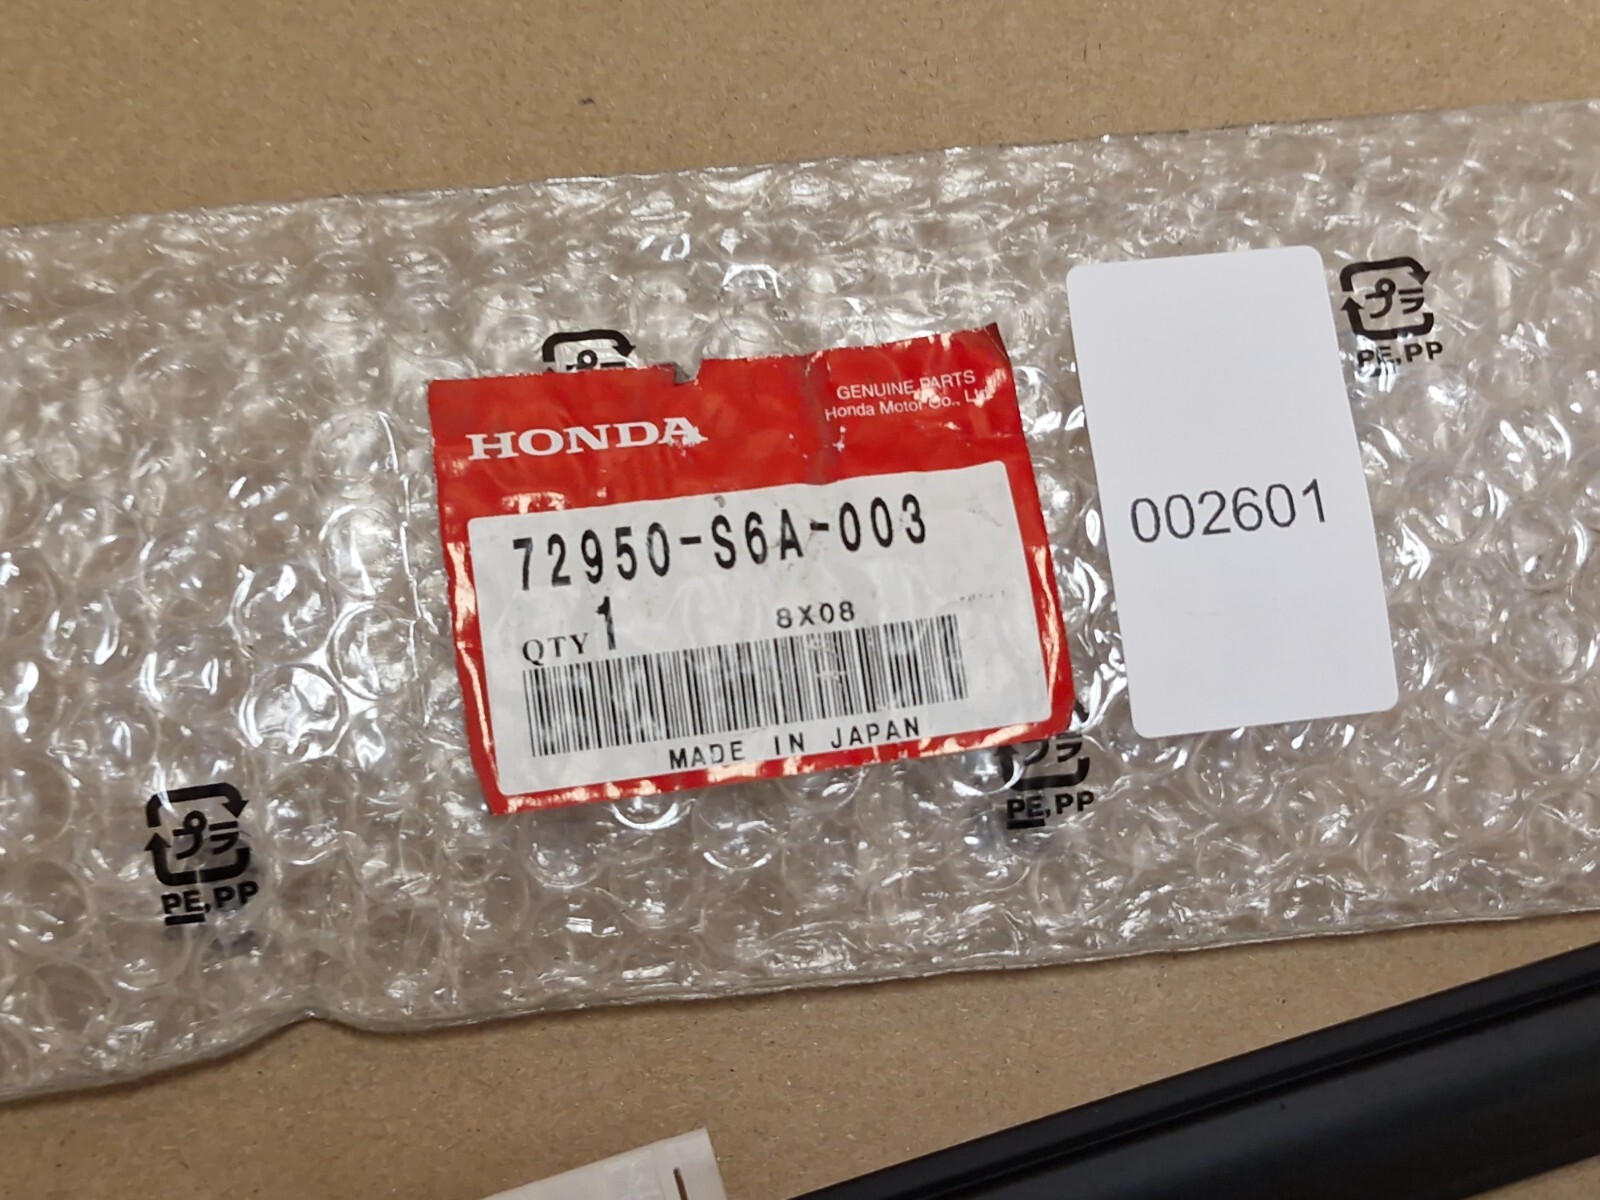 プラ
PE,PP
HONDA
GENUINE PARTS
Honda Motor Co., Ltd.
72950-S6A-003
QTY 1
8X08
MADE IN JAPAN
002601
プラ
PE,PP
プラ
PE,PP